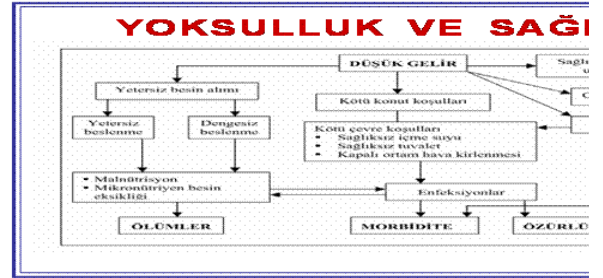 YOKSULLUK VE SAĞ
DÜŞÜK GELİR
Sağlı
Yetersiz besin alımı
Kötü konut koşulları
Yetersiz beslenme
Dengesiz beslenme
Kötü çevre koşulları
• Sağlıksız içme suyu
• Sağlıksız tuvalet
• Kapalı ortam hava kirlenmesi
• Malnütrisyon
• Mikronütriyen besin
eksikliği
Enfeksiyonlar
ÖLÜMLER
MORBİDİTE
ÖZÜRLÜ